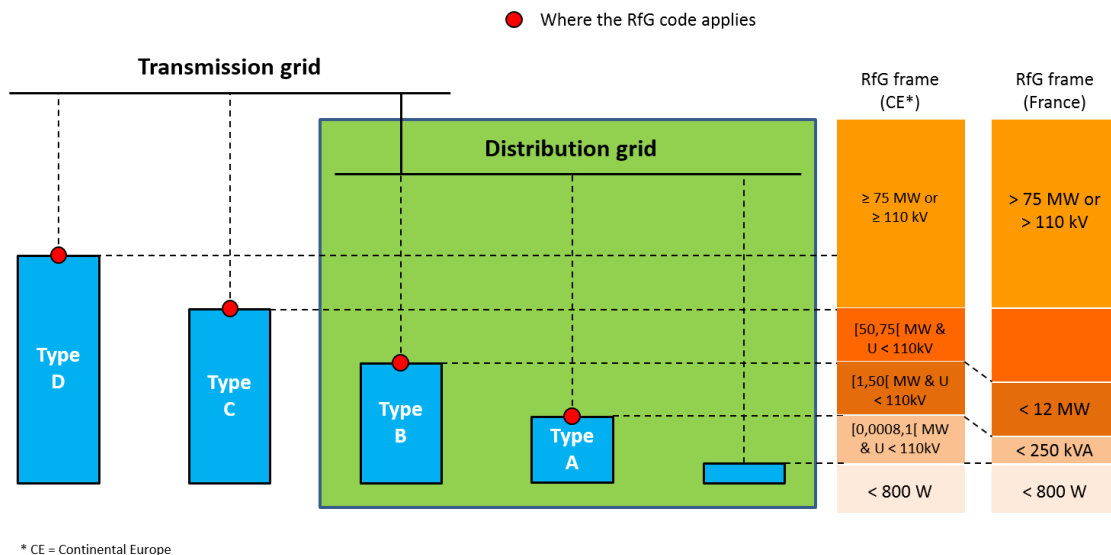 Where the RfG code applies
Transmission grid
RfG frame
(CE*)
RfG frame
(France)
Distribution grid
≥ 75 MW or
≥ 110 kV
> 75 MW or
> 110 kV
[50,75[ MW &
U < 110kV
[1,50[ MW & U
< 110kV
< 12 MW
[0,0008,1[ MW
& U < 110kV
< 250 kVA
< 800 W
< 800 W
Type
D
Type
C
Type
B
Type
A
* CE = Continental Europe